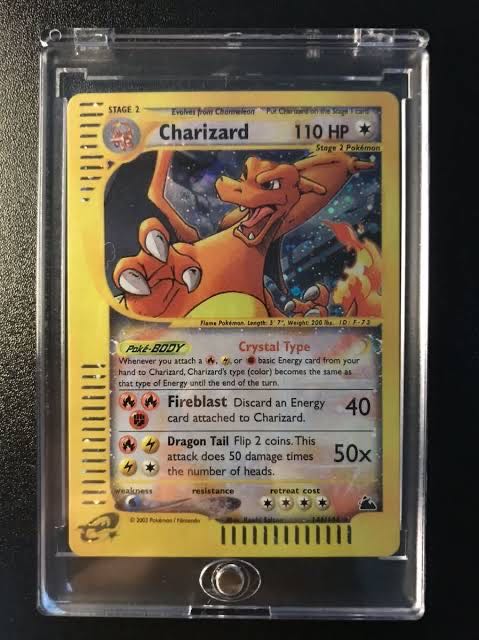 STAGE 2 Evolves from Charmeleon Put Charizard on the Stage 1 card
Charizard 110 HP
Stage 2 Pokémon
Flame Pokémon. Length: 5' 7", Weight: 200 lbs. ID: F-73
Poké-BODY Crystal Type
Whenever you attach a , , or basic Energy card from your
hand to Charizard, Charizard's type (color) becomes the same as
that type of Energy until the end of the turn.
Fireblast Discard an Energy
card attached to Charizard. 40
Dragon Tail Flip 2 coins. This
attack does 50 damage times
the number of heads. 50x
weakness resistance retreat cost
e
© 2003 Pokémon / Nintendo